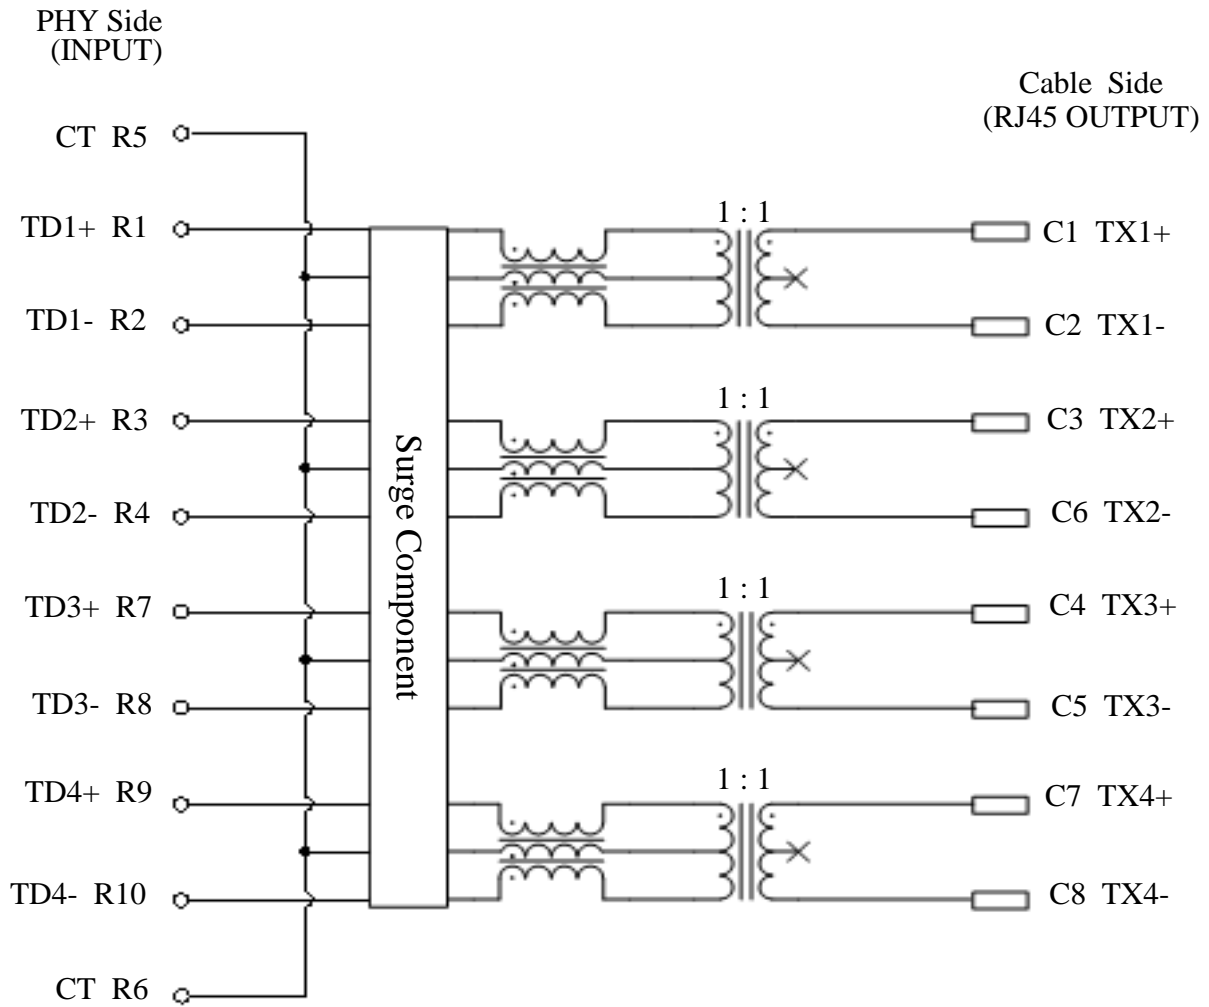 PHY Side
(INPUT)
Cable Side
(RJ45 OUTPUT)
CT R5
TD1+ R1
1 : 1
C1 TX1+
TD1- R2
C2 TX1-
TD2+ R3
1 : 1
C3 TX2+
TD2- R4
C6 TX2-
Surge Component
TD3+ R7
1 : 1
C4 TX3+
TD3- R8
C5 TX3-
TD4+ R9
1 : 1
C7 TX4+
TD4- R10
C8 TX4-
CT R6